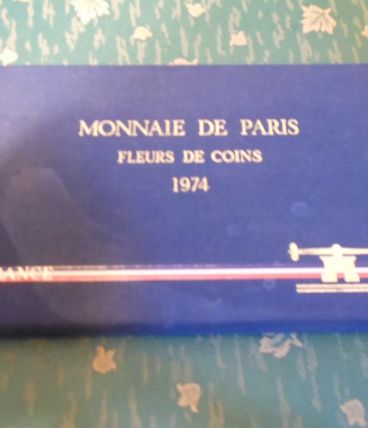 MONNAIE DE PARIS
FLEURS DE COINS
1974